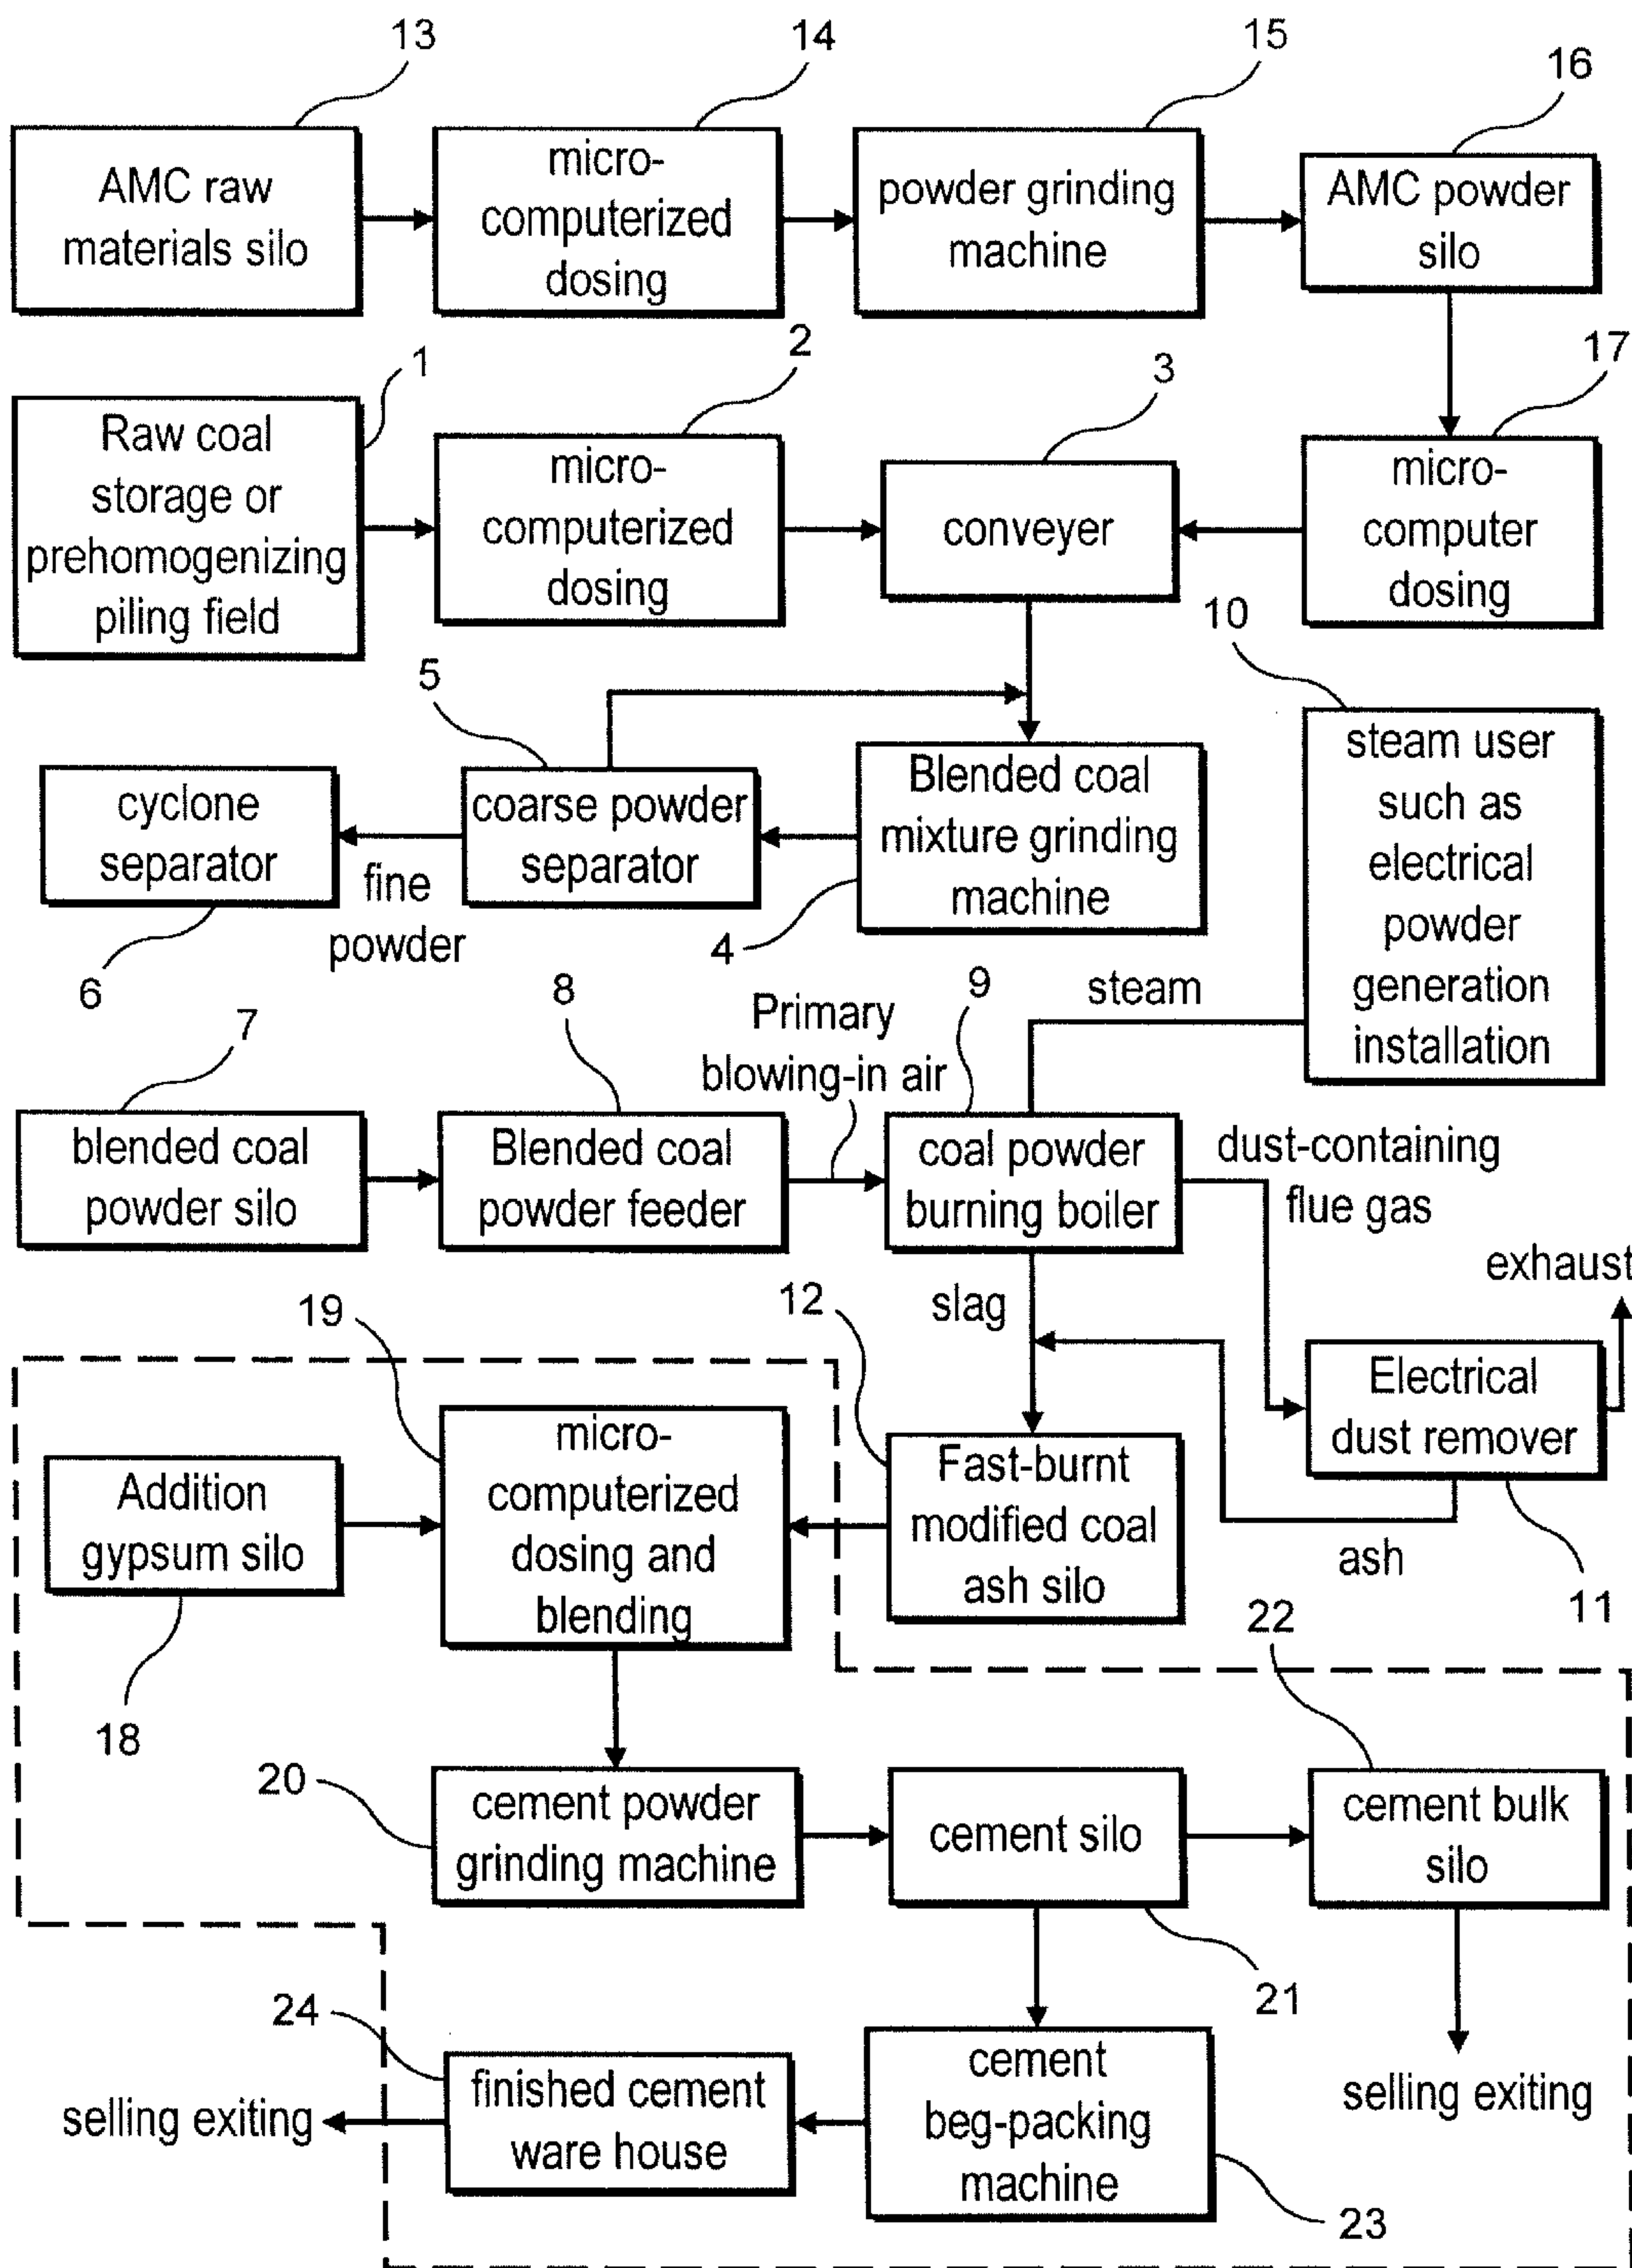 13
14
15
16
AMC raw
materials silo
micro-
computerized
dosing
powder grinding
machine
AMC powder
silo
1
2
3
17
Raw coal
storage or
prehomogenizing
piling field
micro-
computerized
dosing
conveyer
micro-
computer
dosing
10
5
cyclone
separator
fine
powder
coarse powder
separator
Blended coal
mixture grinding
machine
steam user
such as
electrical
powder
generation
installation
6
4
7
8
Primary
blowing-in air
9
steam
blended coal
powder silo
Blended coal
powder feeder
coal powder
burning boiler
dust-containing
flue gas
exhaust
19
12
slag
Electrical
dust remover
Addition
gypsum silo
micro-
computerized
dosing and
blending
Fast-burnt
modified coal
ash silo
ash
11
18
22
20
cement powder
grinding machine
cement silo
cement bulk
silo
21
24
selling exiting
finished cement
ware house
cement
beg-packing
machine
selling exiting
23